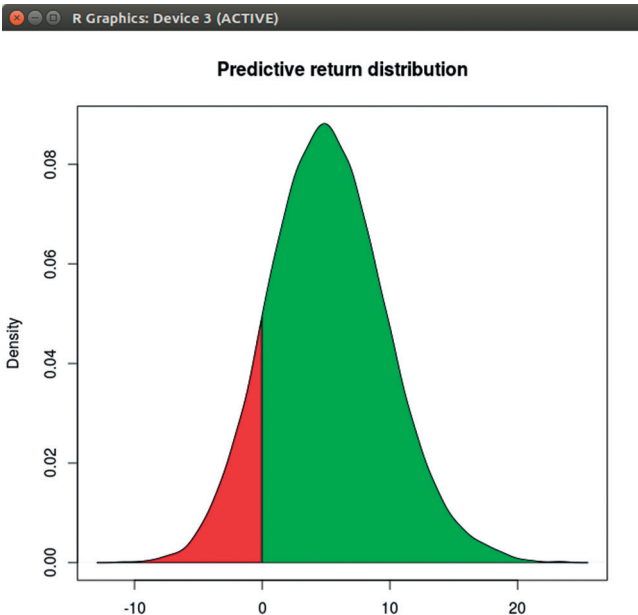 R Graphics: Device 3 (ACTIVE)
Predictive return distribution
Density
0.08
0.06
0.04
0.02
0.00
-10 0 10 20